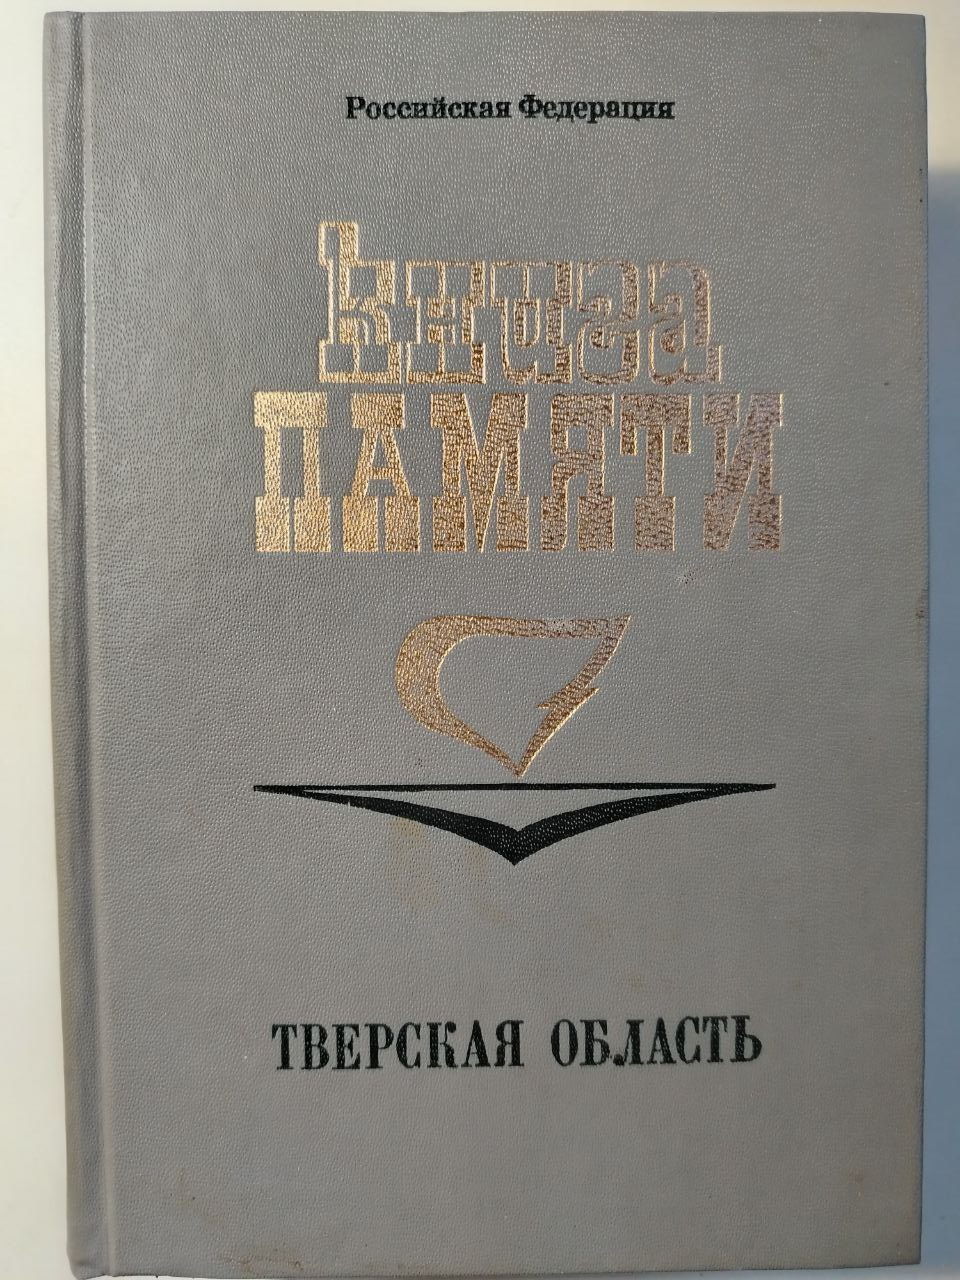 Российская Федерация
книга
ПАМЯТИ
ТВЕРСКАЯ ОБЛАСТЬ